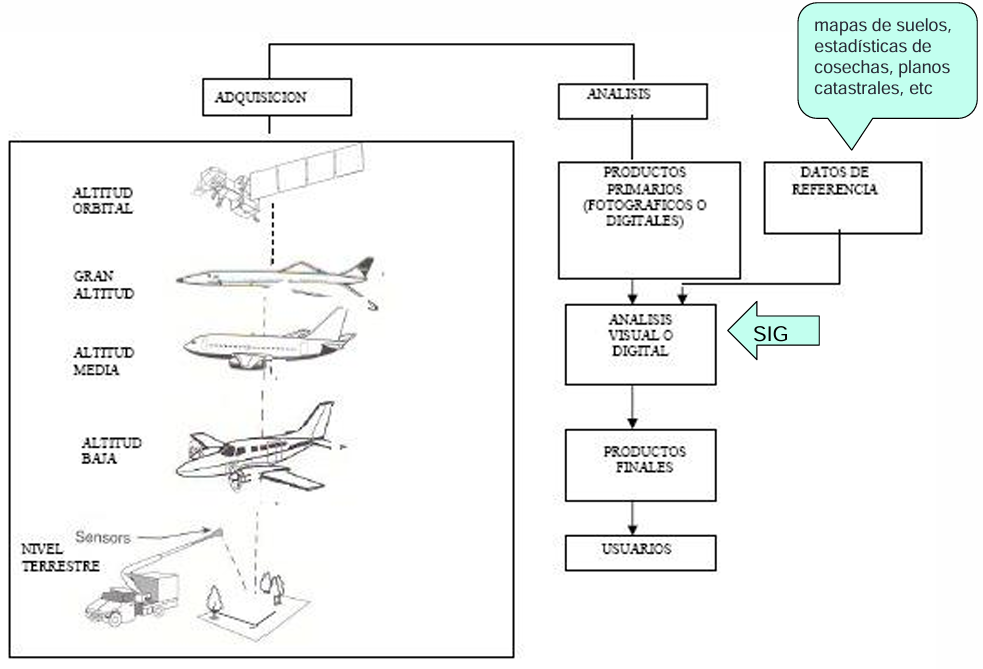 mapas de suelos,
estadísticas de
cosechas, planos
catastrales, etc
ADQUISICION
ANALISIS
ALTITUD
ORBITAL
GRAN
ALTITUD
ALTITUD
MEDIA
ALTITUD
BAJA
Sensors
NIVEL
TERRESTRE
PRODUCTOS
PRIMARIOS
(FOTOGRAFICOS O
DIGITALES)
DATOS DE
REFERENCIA
ANALISIS
VISUAL O
DIGITAL
SIG
PRODUCTOS
FINALES
USUARIOS